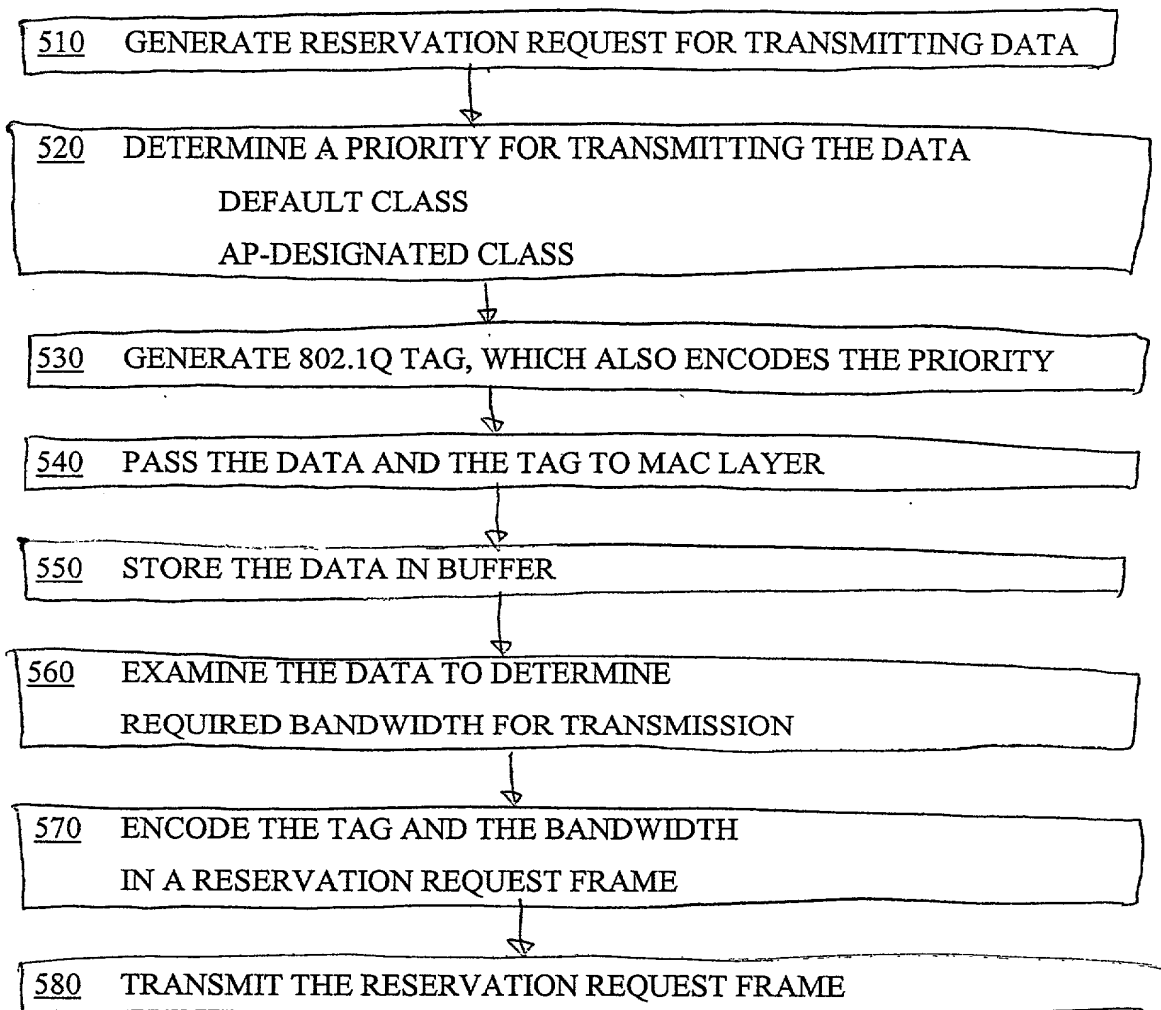 510 GENERATE RESERVATION REQUEST FOR TRANSMITTING DATA
520 DETERMINE A PRIORITY FOR TRANSMITTING THE DATA
DEFAULT CLASS
AP-DESIGNATED CLASS
530 GENERATE 802.1Q TAG, WHICH ALSO ENCODES THE PRIORITY
540 PASS THE DATA AND THE TAG TO MAC LAYER
550 STORE THE DATA IN BUFFER
560 EXAMINE THE DATA TO DETERMINE
REQUIRED BANDWIDTH FOR TRANSMISSION
570 ENCODE THE TAG AND THE BANDWIDTH
IN A RESERVATION REQUEST FRAME
580 TRANSMIT THE RESERVATION REQUEST FRAME